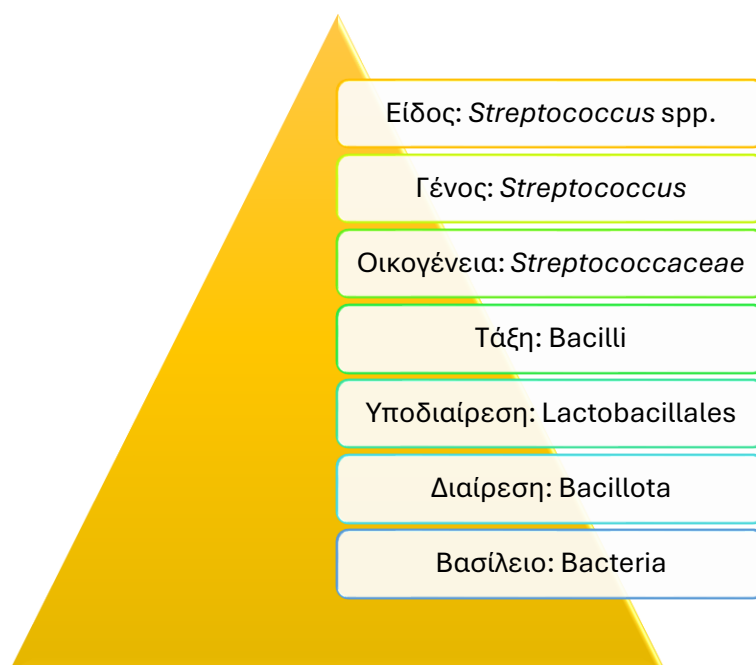 Είδος: Streptococcus spp.
Γένος: Streptococcus
Οικογένεια: Streptococcaceae
Τάξη: Bacilli
Υποδιαίρεση: Lactobacillales
Διαίρεση: Bacillota
Βασίλειο: Bacteria